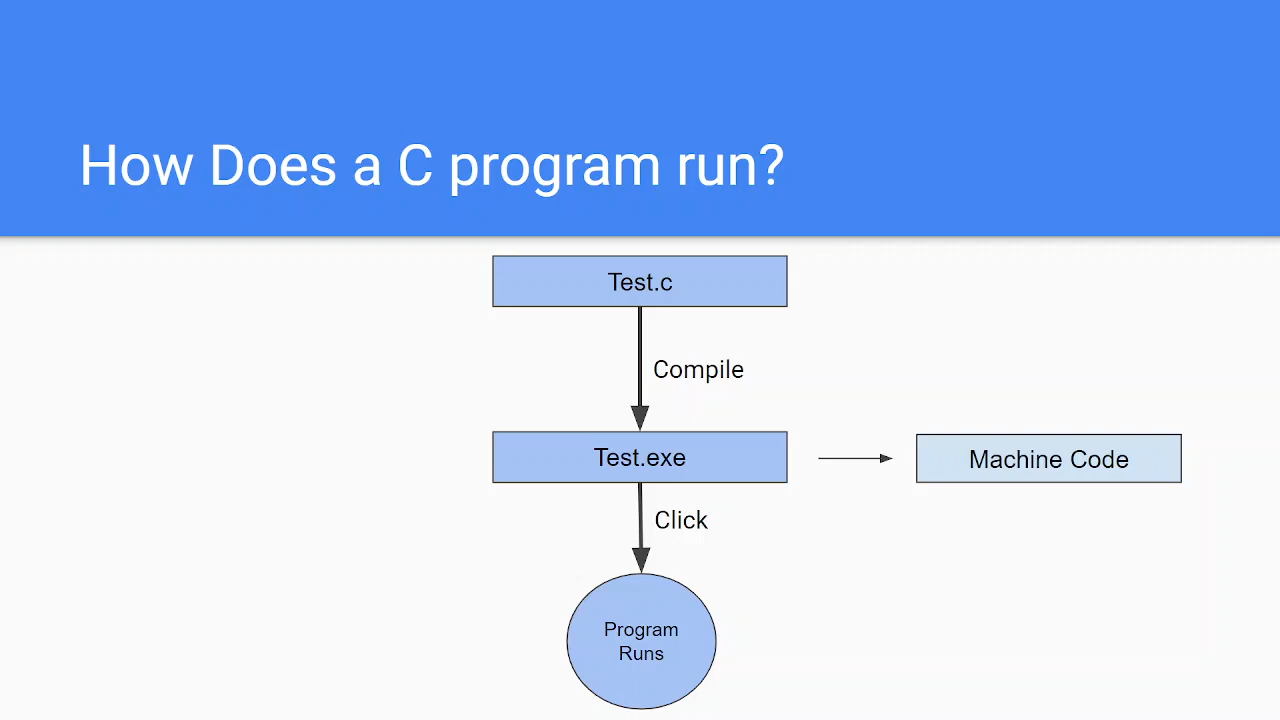 How Does a C program run?
Test.c
Compile
Test.exe
Machine Code
Click
Program
Runs